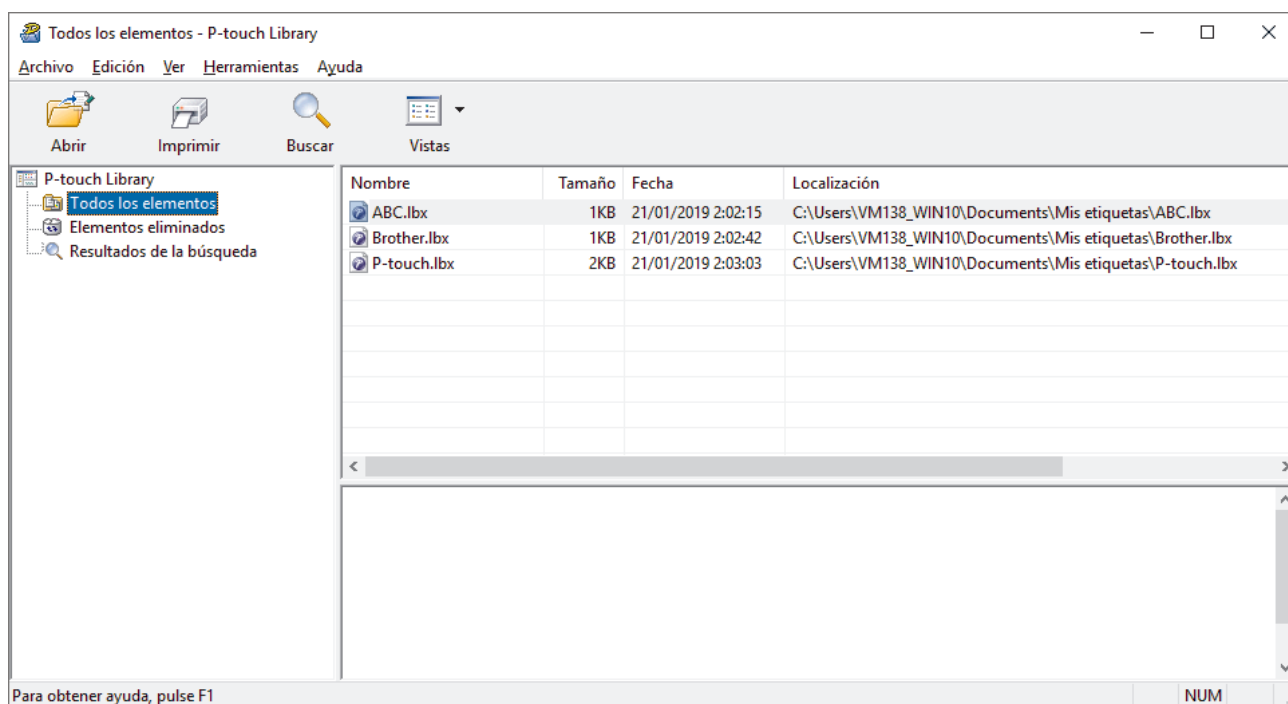 Todos los elementos - P-touch Library
Archivo Edición Ver Herramientas Ayuda
Abrir Imprimir Buscar Vistas
P-touch Library
Todos los elementos
Elementos eliminados
Resultados de la búsqueda
Nombre Tamaño Fecha Localización
ABC.lbx 1KB 21/01/2019 2:02:15 C:\Users\VM138_WIN10\Documents\Mis etiquetas\ABC.lbx
Brother.lbx 1KB 21/01/2019 2:02:42 C:\Users\VM138_WIN10\Documents\Mis etiquetas\Brother.lbx
P-touch.lbx 2KB 21/01/2019 2:03:03 C:\Users\VM138_WIN10\Documents\Mis etiquetas\P-touch.lbx
Para obtener ayuda, pulse F1 NUM